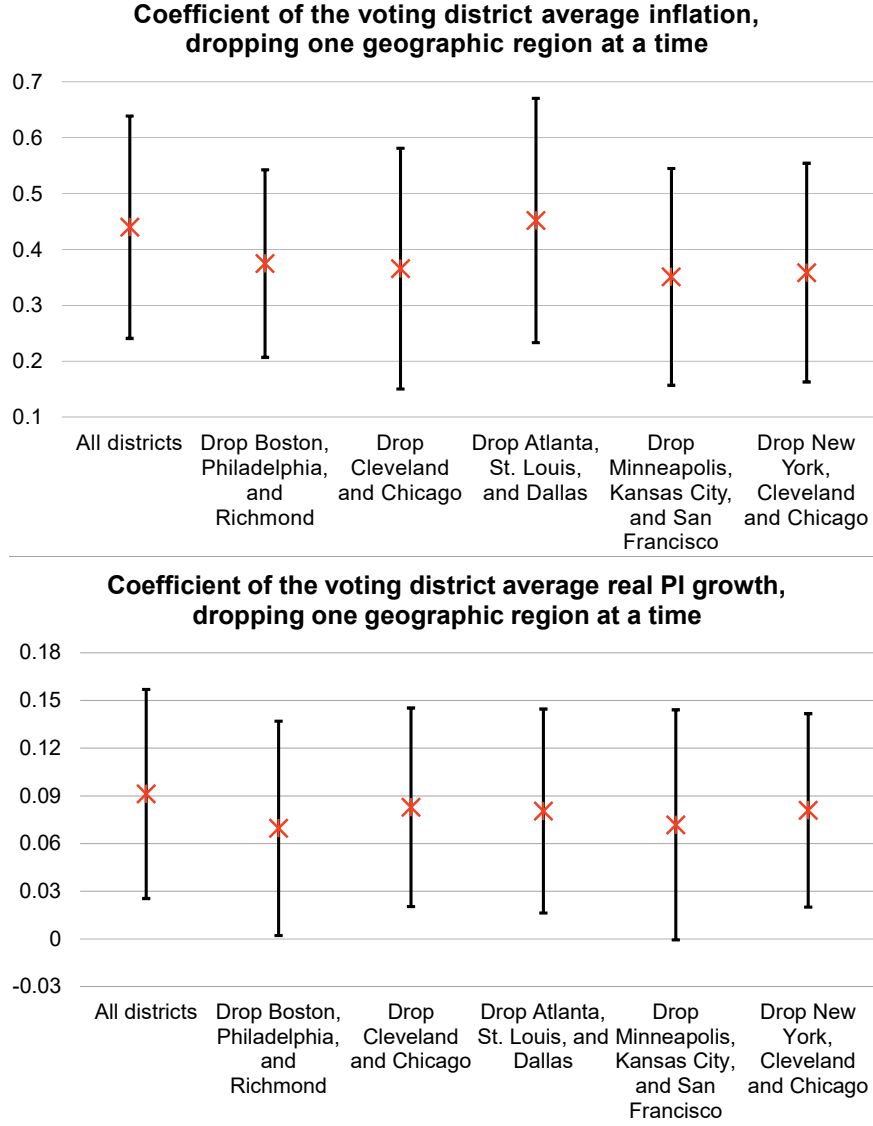 Coefficient of the voting district average inflation,
dropping one geographic region at a time
0.7
0.6
0.5
0.4
0.3
0.2
0.1
All districts
Drop Boston,
Philadelphia,
and
Richmond
Drop
Cleveland
and Chicago
Drop Atlanta,
St. Louis,
and Dallas
Drop
Minneapolis,
Kansas City,
and San
Francisco
Drop New
York,
Cleveland
and Chicago
Coefficient of the voting district average real PI growth,
dropping one geographic region at a time
0.18
0.15
0.12
0.09
0.06
0.03
0
-0.03
All districts
Drop Boston,
Philadelphia,
and
Richmond
Drop
Cleveland
and Chicago
Drop Atlanta,
St. Louis, and
Dallas
Drop
Minneapolis,
Kansas City,
and San
Francisco
Drop New
York,
Cleveland
and Chicago